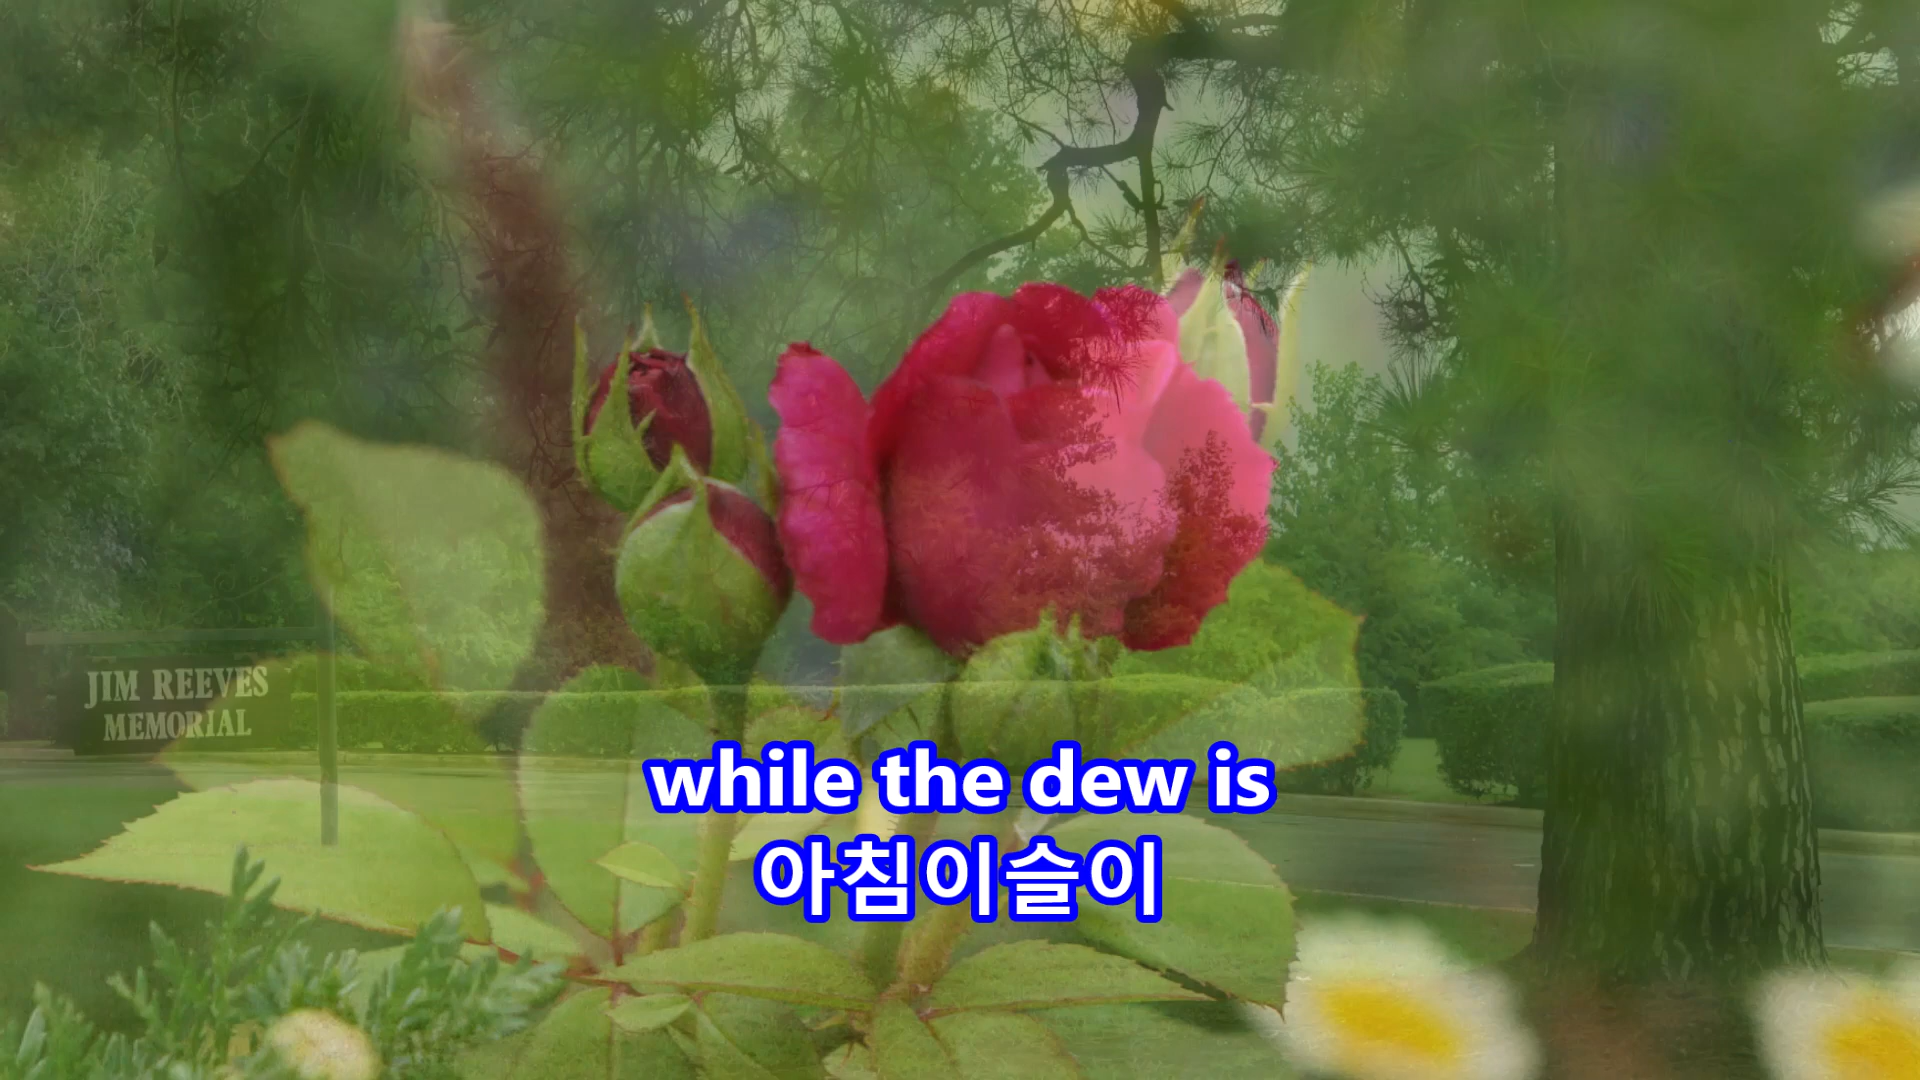 JIM REEVES
MEMORIAL
while the dew is
아침이슬이